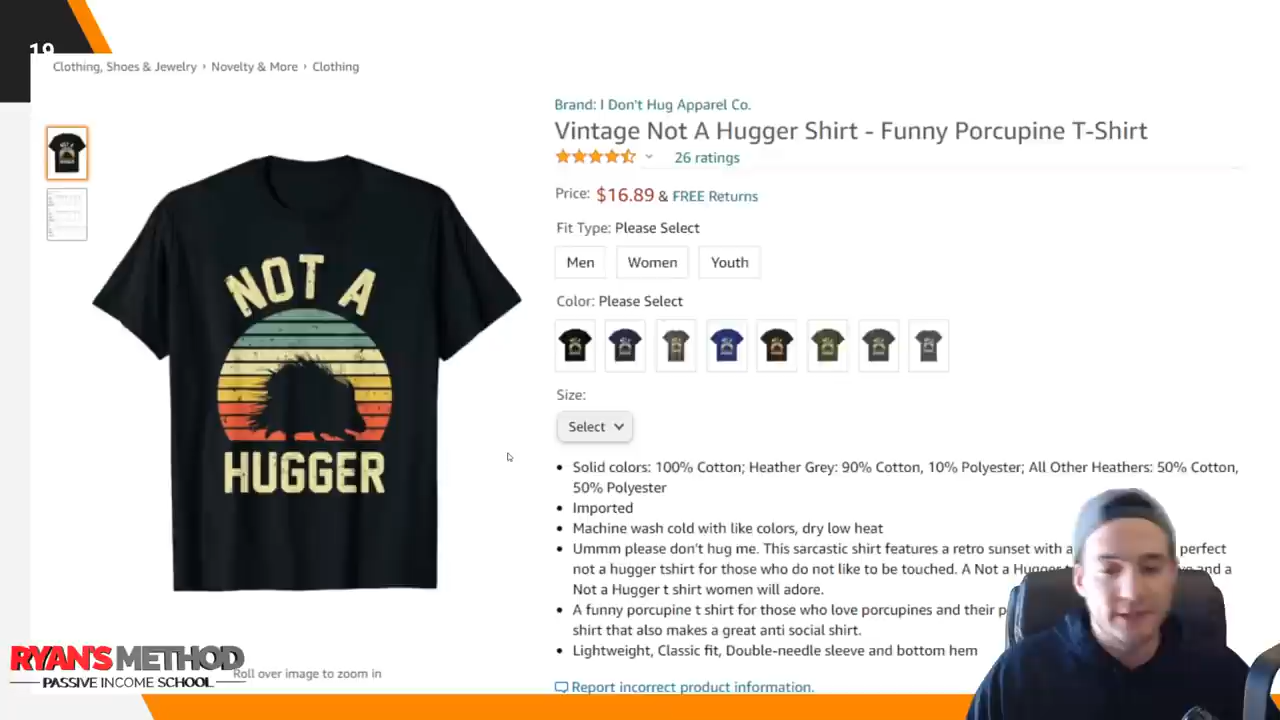 19
Clothing, Shoes & Jewelry › Novelty & More › Clothing
Brand: I Don't Hug Apparel Co.
Vintage Not A Hugger Shirt - Funny Porcupine T-Shirt
26 ratings
Price: $16.89 & FREE Returns
Fit Type: Please Select
Men Women Youth
Color: Please Select
Size:
Select
NOT A
HUGGER
• Solid colors: 100% Cotton; Heather Grey: 90% Cotton, 10% Polyester; All Other Heathers: 50% Cotton,
50% Polyester
• Imported
• Machine wash cold with like colors, dry low heat
• Ummm please don't hug me. This sarcastic shirt features a retro sunset with a perfect
not a hugger tshirt for those who do not like to be touched. A Not a Hugger and a
Not a Hugger t shirt women will adore.
• A funny porcupine t shirt for those who love porcupines and their
shirt that also makes a great anti social shirt.
• Lightweight, Classic fit, Double-needle sleeve and bottom hem
Report incorrect product information.
Roll over image to zoom in
RYAN'S METHOD
PASSIVE INCOME SCHOOL